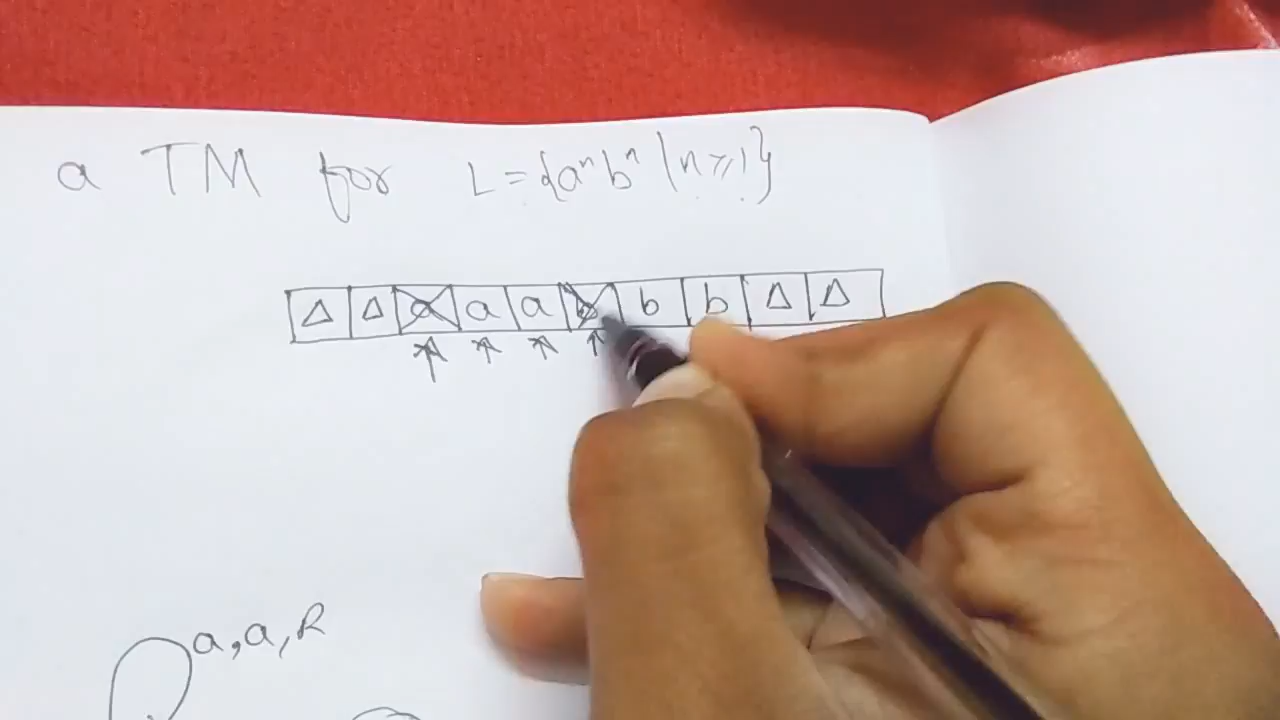 a TM for L = {aⁿbⁿ | n ≥ 1}
Δ Δ a a a b b b Δ Δ
a, a, R